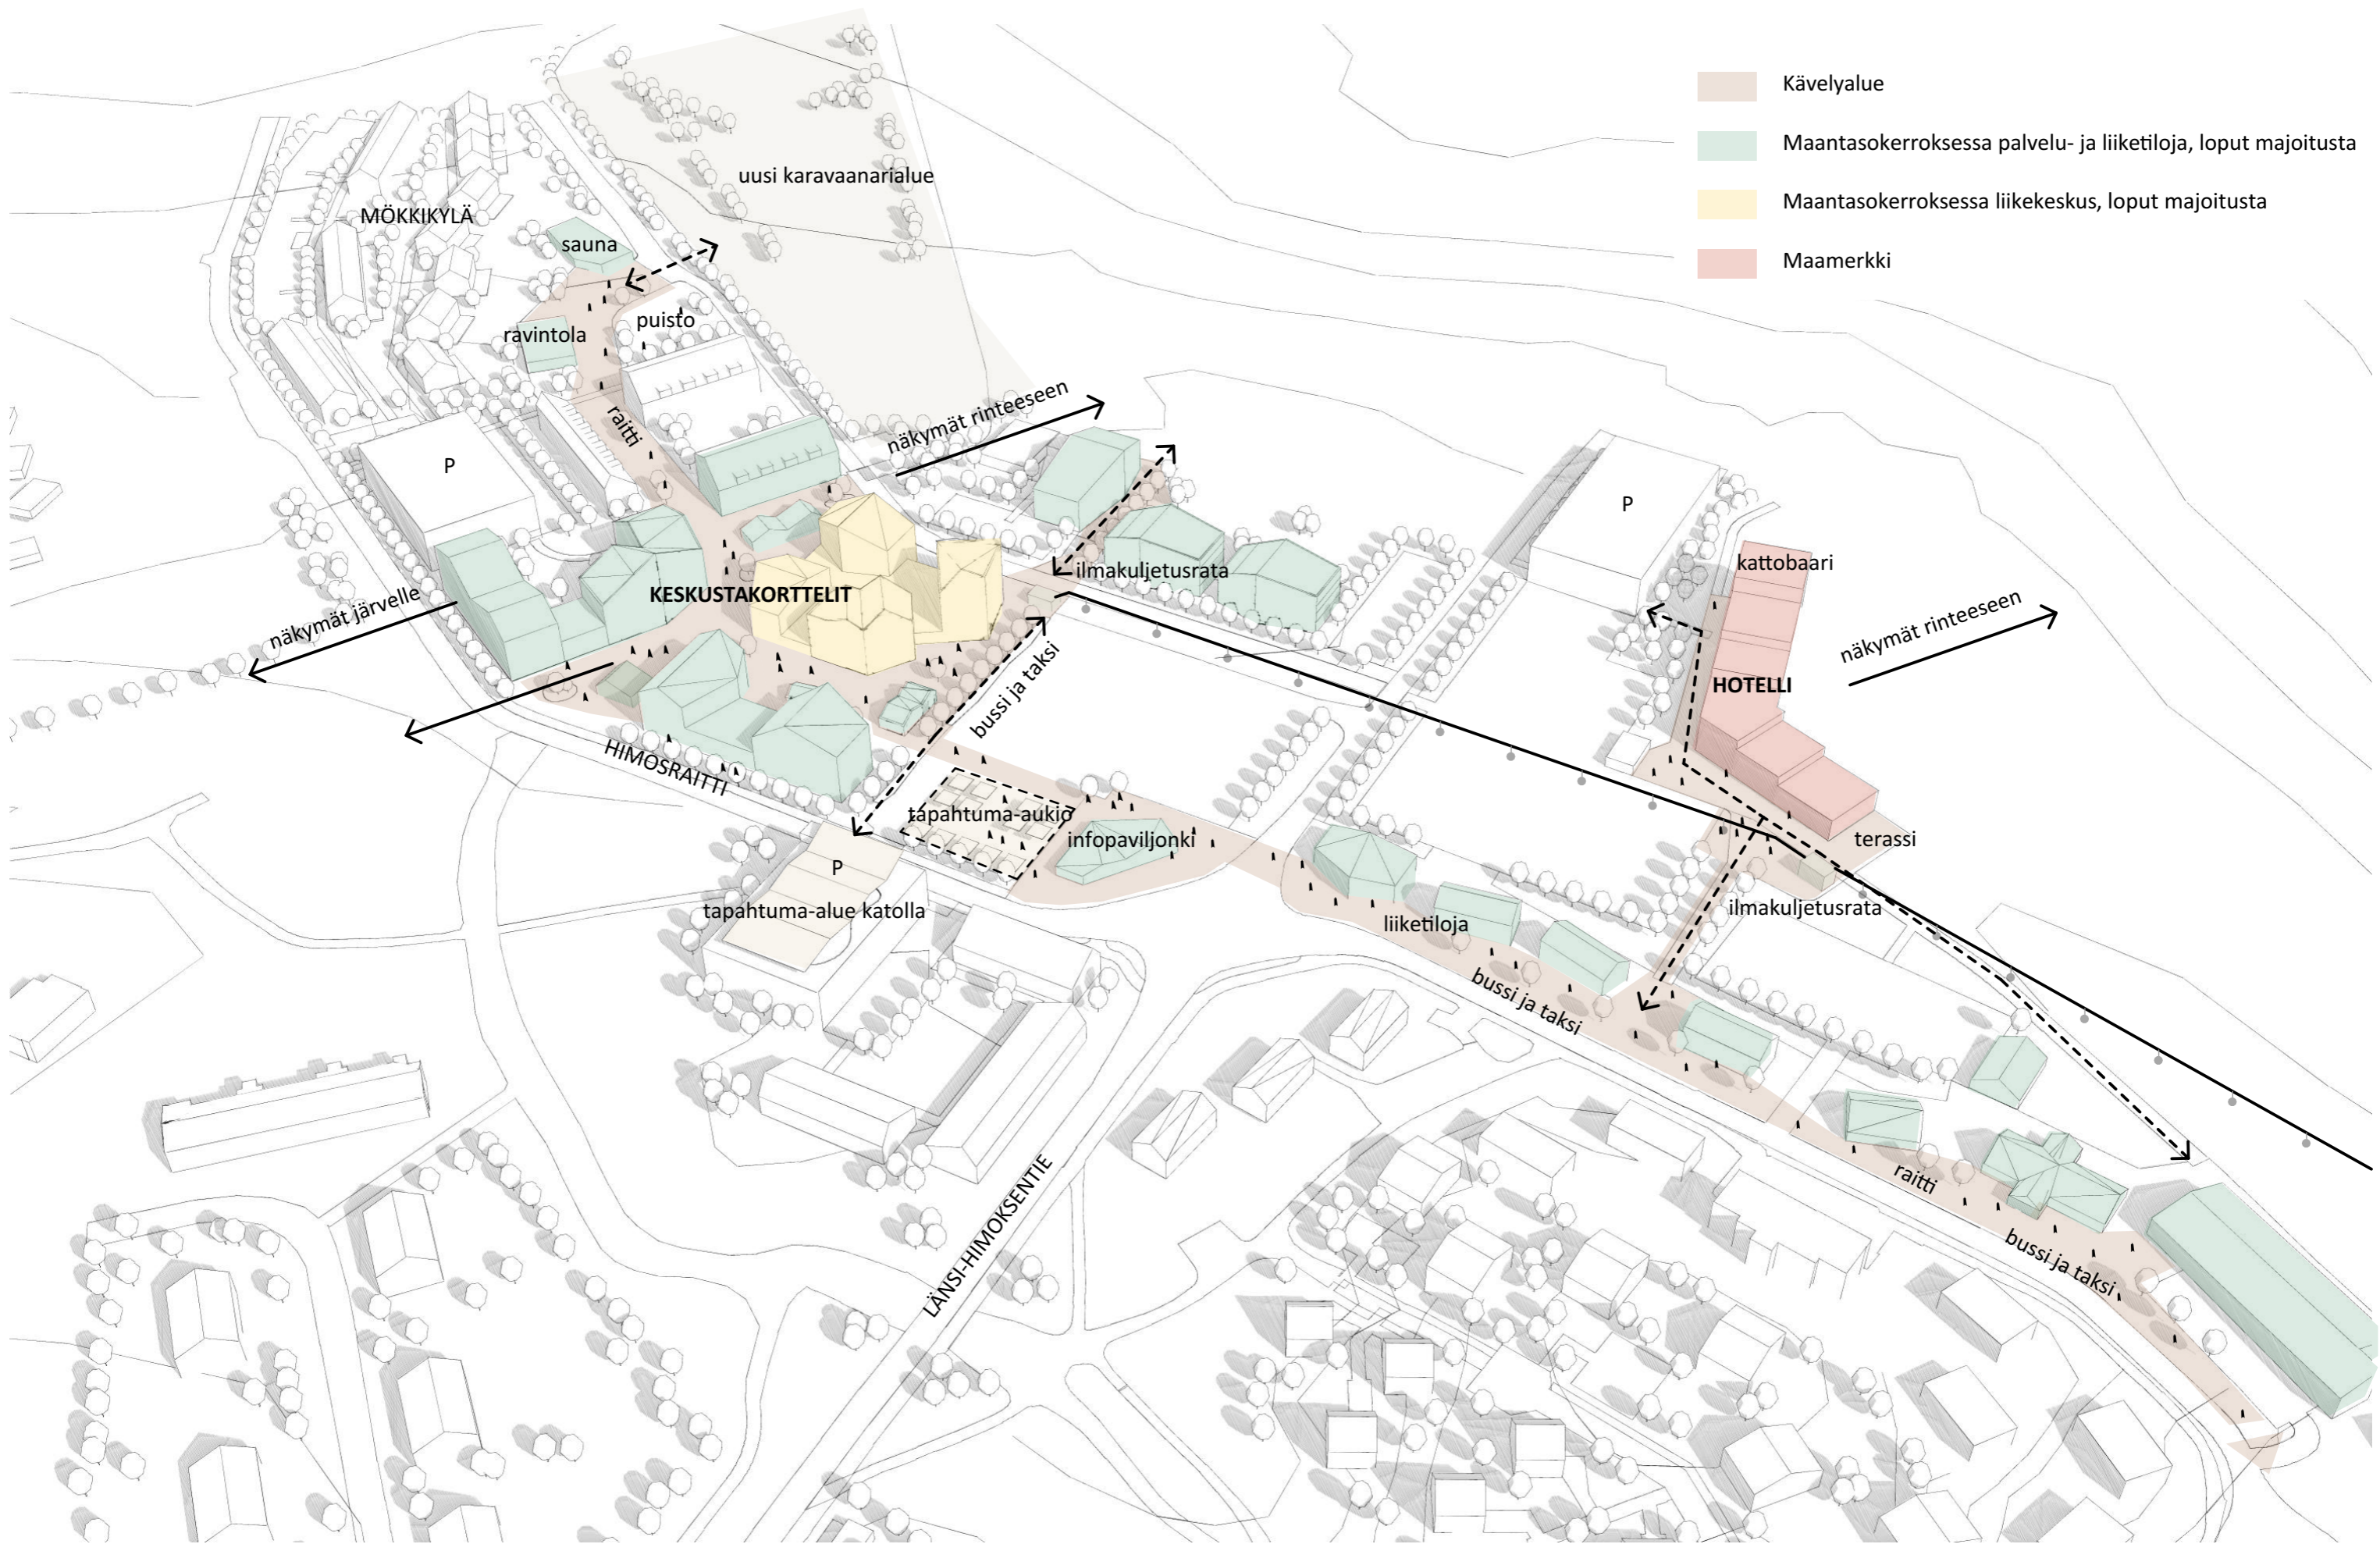 Kävelyalue
Maantasokerroksessa palvelu- ja liiketiloja, loput majoitusta
Maantasokerroksessa liikekeskus, loput majoitusta
Maamerkki
uusi karavaanarialue
MÖKKIKYLÄ
sauna
puisto
ravintola
raitti
näkymät rinteeseen
P
P
kattobaari
ilmakuljetusrata
KESKUSTAKORTTELIT
näkymät järvelle
näkymät rinteeseen
HOTELLI
bussi ja taksi
HIMOSRAITTI
tapahtuma-aukio
infopaviljonki
terassi
P
tapahtuma-alue katolla
liiketiloja
ilmakuljetusrata
bussi ja taksi
raitti
LÄNSI-HIMOKSENTIE
bussi ja taksi